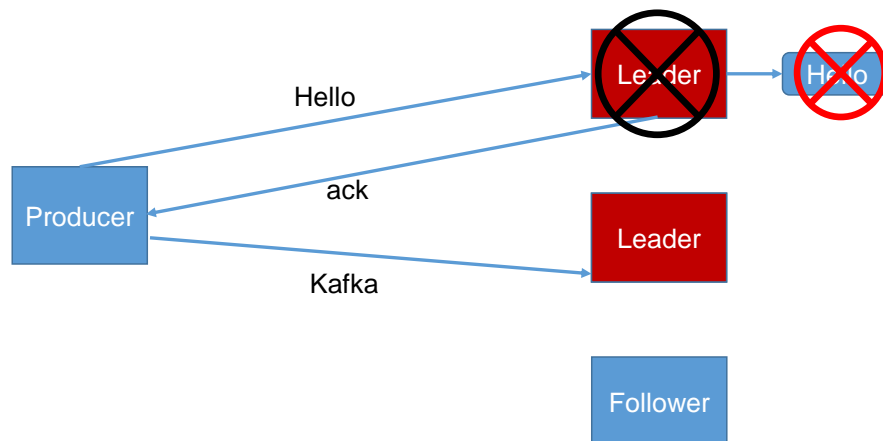 Hello
Leader
Hello
ack
Producer
Leader
Kafka
Follower